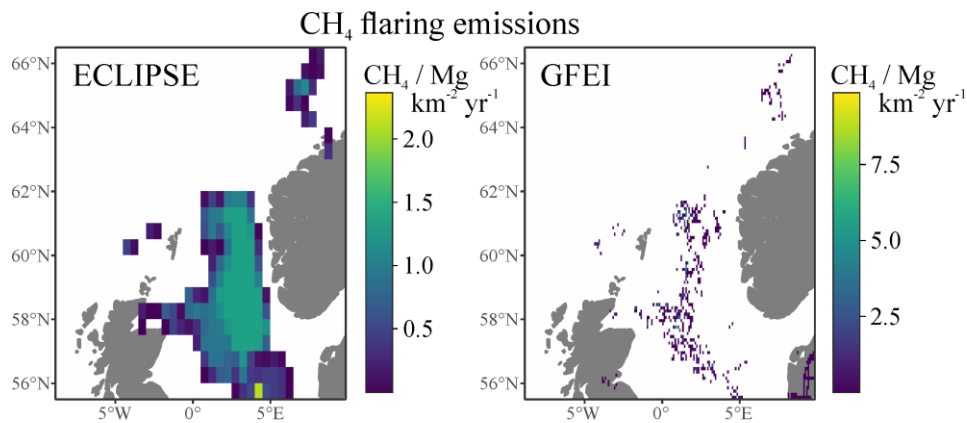 CH₄ flaring emissions
ECLIPSE
66°N
64°N
62°N
60°N
58°N
56°N
5°W 0° 5°E
CH₄ / Mg
km⁻² yr⁻¹
2.0
1.5
1.0
0.5
GFEI
66°N
64°N
62°N
60°N
58°N
56°N
5°W 0° 5°E
CH₄ / Mg
km⁻² yr⁻¹
7.5
5.0
2.5